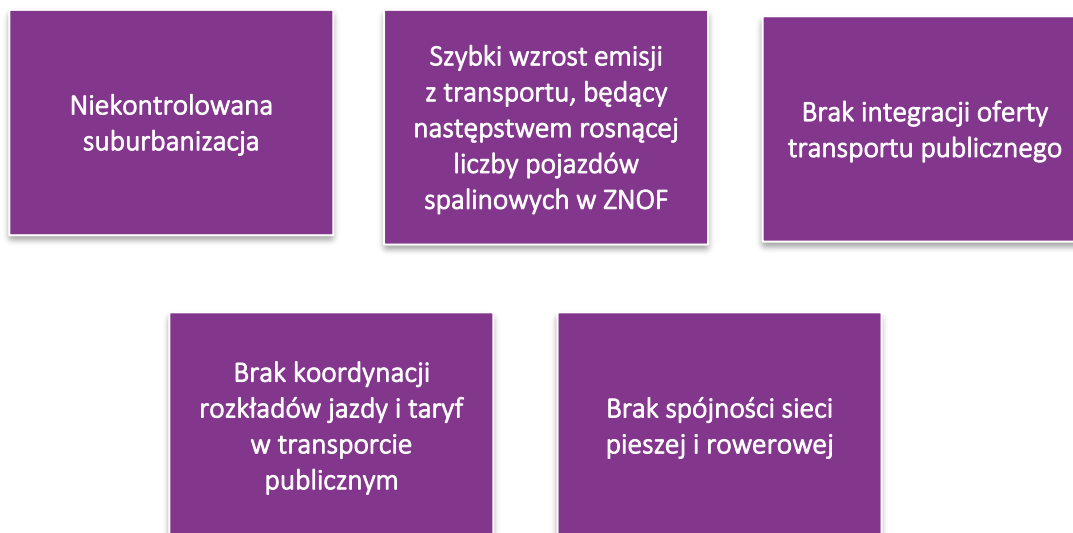 Niekontrolowana
suburbanizacja
Szybki wzrost emisji
z transportu, będący
następstwem rosnącej
liczby pojazdów
spalinowych w ZNOF
Brak integracji oferty
transportu publicznego
Brak koordynacji
rozkładów jazdy i taryf
w transporcie
publicznym
Brak spójności sieci
pieszej i rowerowej